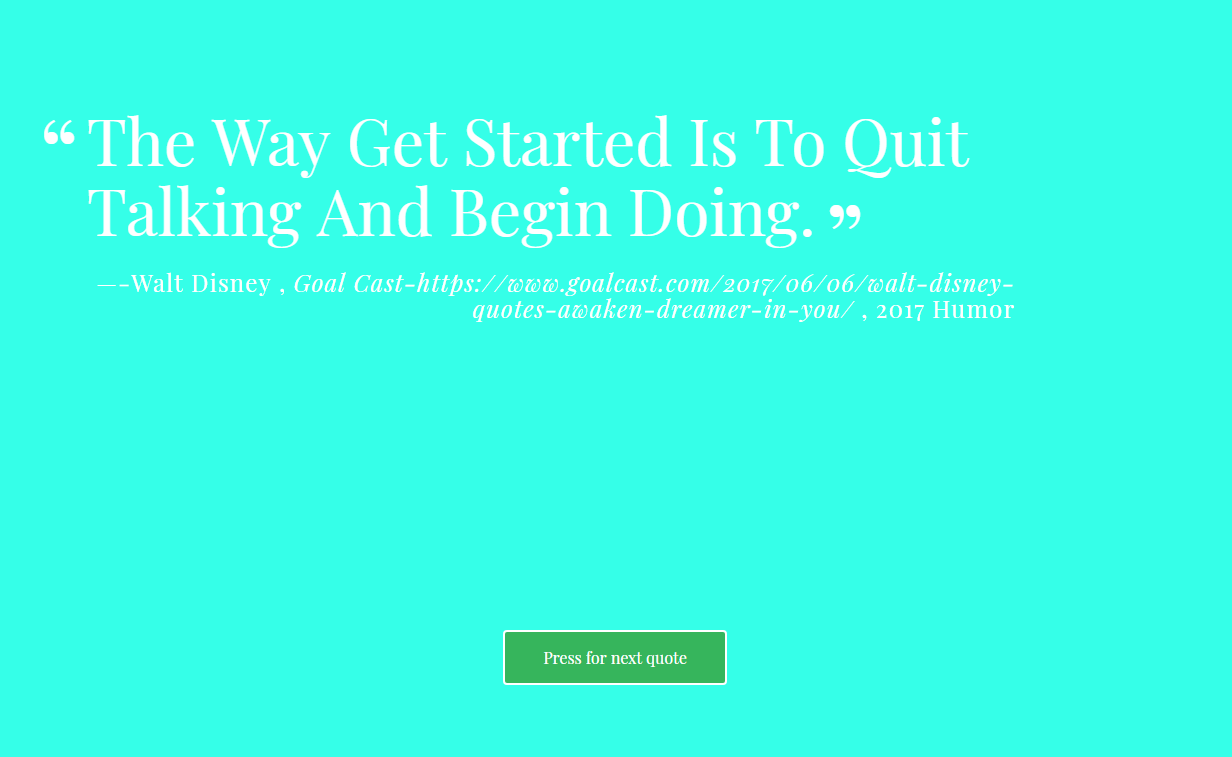 “ The Way Get Started Is To Quit
Talking And Begin Doing. ”
—-Walt Disney , Goal Cast-https://www.goalcast.com/2017/06/06/walt-disney-
quotes-awaken-dreamer-in-you/ , 2017 Humor
Press for next quote